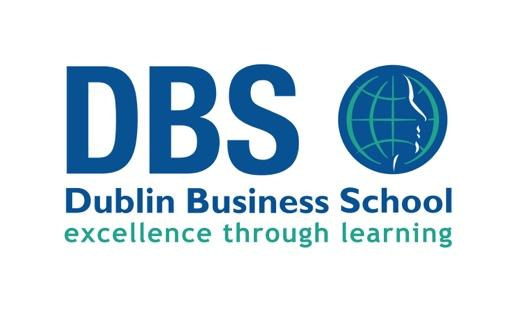 DBS
Dublin Business School
excellence through learning